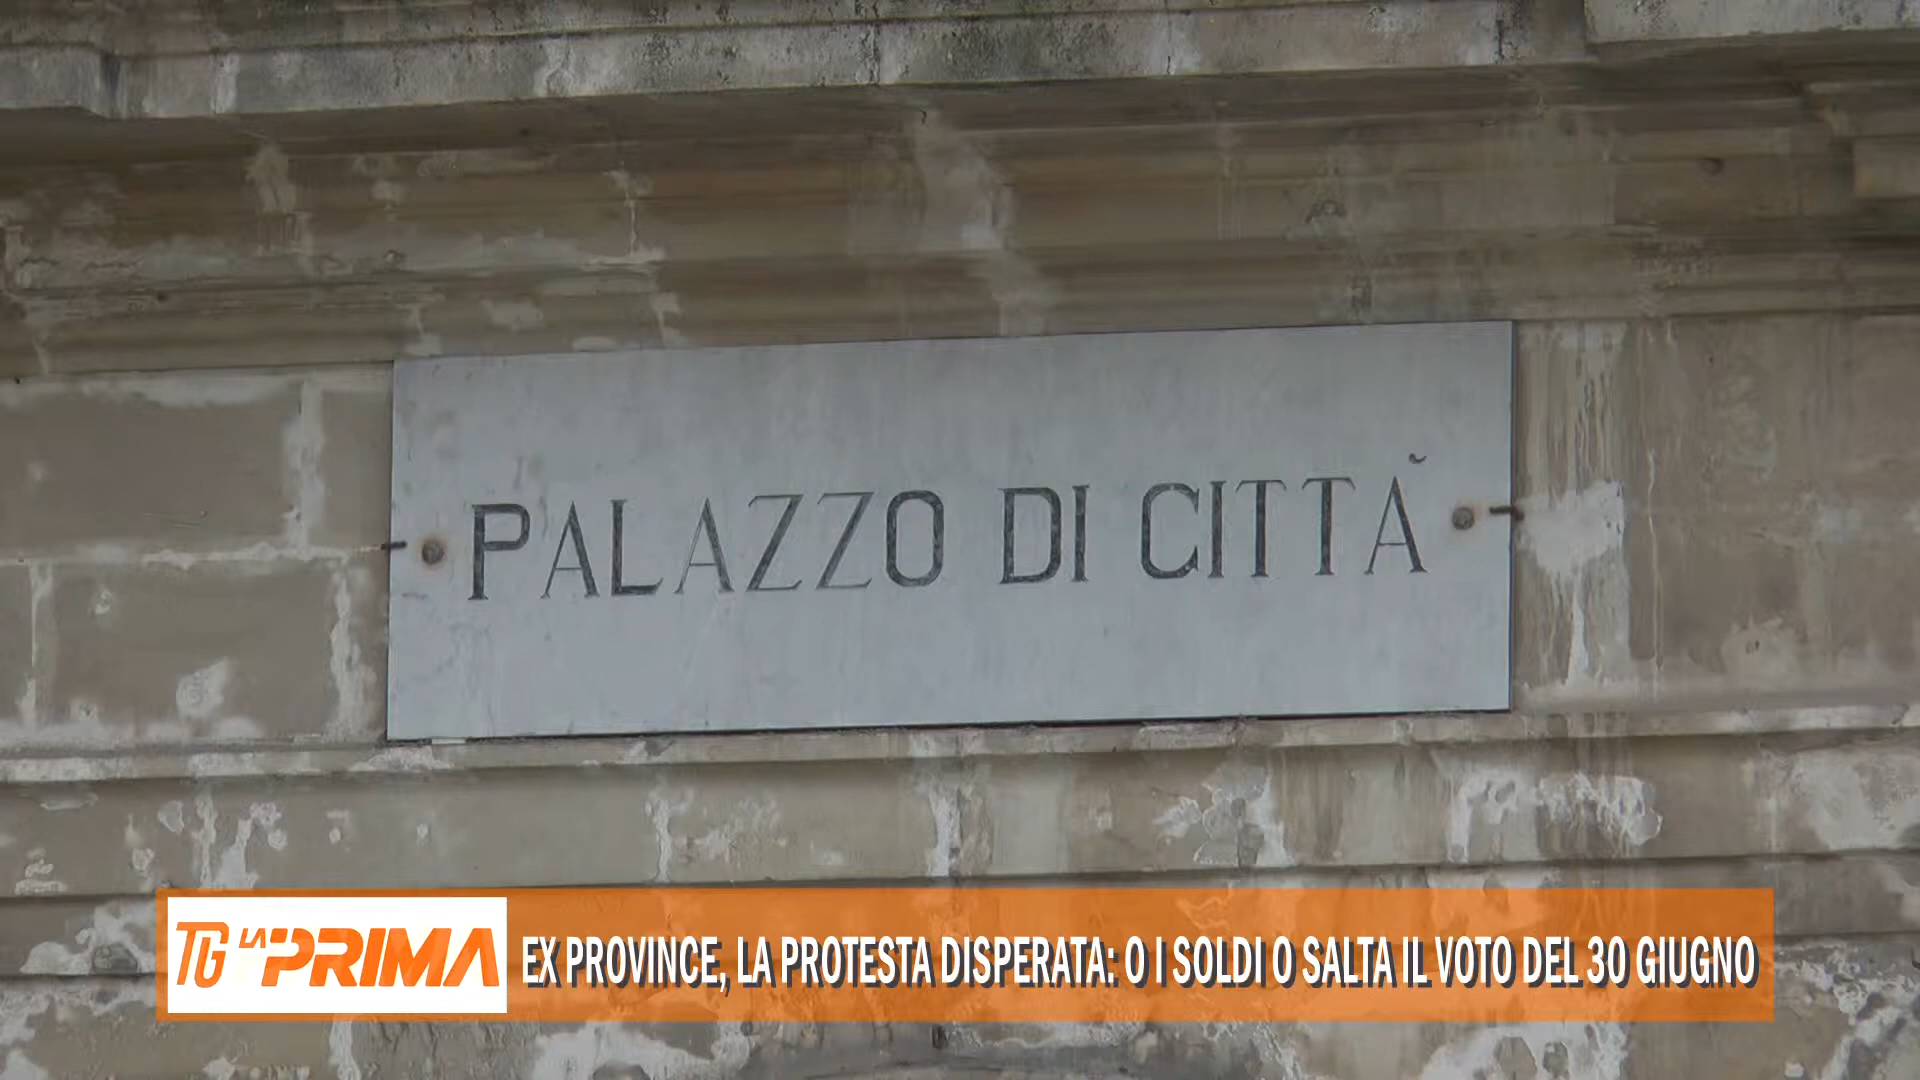 PALAZZO DI CITTÀ
TG LA PRIMA
EX PROVINCE, LA PROTESTA DISPERATA: O I SOLDI O SALTA IL VOTO DEL 30 GIUGNO